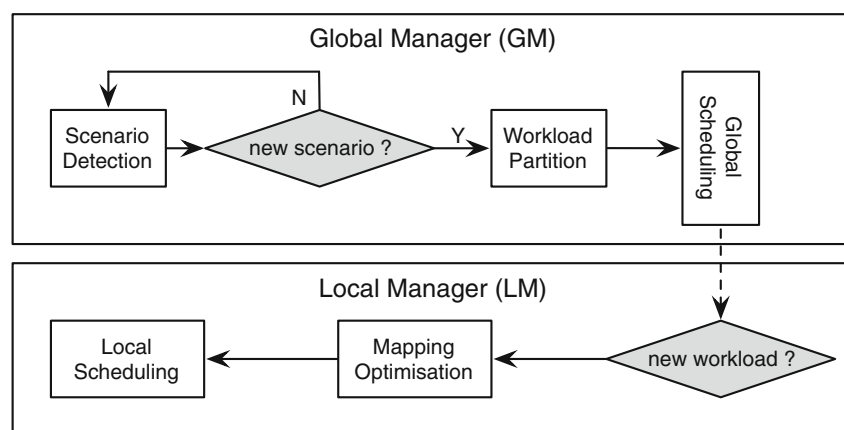 Global Manager (GM)
N
Scenario
Detection
new scenario ?
Y
Workload
Partition
Global
Scheduling
Local Manager (LM)
Local
Scheduling
Mapping
Optimisation
new workload ?